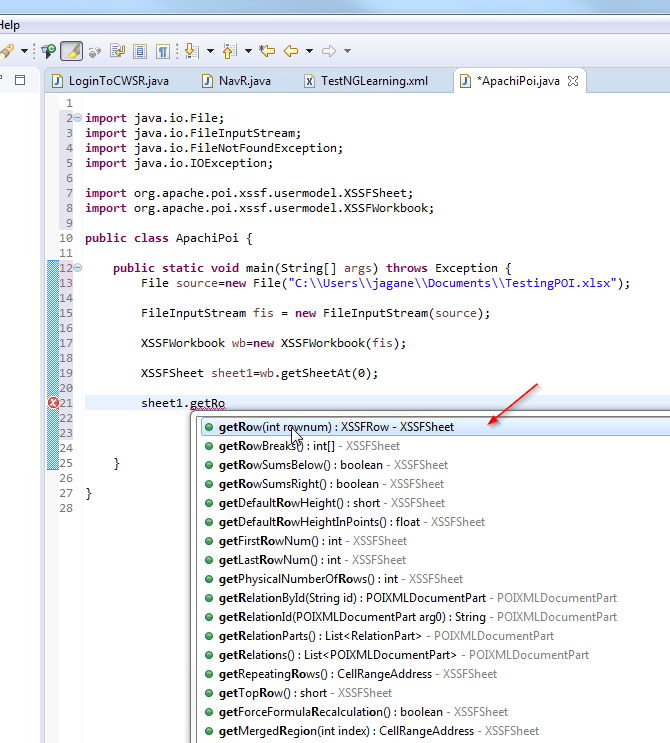 Help
LoginToCWSR.java NavR.java TestNGLearning.xml *ApachiPoi.java
1
2 import java.io.File;
3 import java.io.FileInputStream;
4 import java.io.FileNotFoundException;
5 import java.io.IOException;
6
7 import org.apache.poi.xssf.usermodel.XSSFSheet;
8 import org.apache.poi.xssf.usermodel.XSSFWorkbook;
9
10 public class ApachiPoi {
11
12 public static void main(String[] args) throws Exception {
13 File source=new File("C:\\Users\\jagane\\Documents\\TestingPOI.xlsx");
14
15 FileInputStream fis = new FileInputStream(source);
16
17 XSSFWorkbook wb=new XSSFWorkbook(fis);
18
19 XSSFSheet sheet1=wb.getSheetAt(0);
20
21 sheet1.getRo
22
23
24
25 }
26
27 }
28
getRow(int rownum) : XSSFRow - XSSFSheet
getRowBreaks() : int[] - XSSFSheet
getRowSumsBelow() : boolean - XSSFSheet
getRowSumsRight() : boolean - XSSFSheet
getDefaultRowHeight() : short - XSSFSheet
getDefaultRowHeightInPoints() : float - XSSFSheet
getFirstRowNum() : int - XSSFSheet
getLastRowNum() : int - XSSFSheet
getPhysicalNumberOfRows() : int - XSSFSheet
getRelationById(String id) : POIXMLDocumentPart - POIXMLDocumentPart
getRelationId(POIXMLDocumentPart arg0) : String - POIXMLDocumentPart
getRelationParts() : List<RelationPart> - POIXMLDocumentPart
getRelations() : List<POIXMLDocumentPart> - POIXMLDocumentPart
getRepeatingRows() : CellRangeAddress - XSSFSheet
getTopRow() : short - XSSFSheet
getForceFormulaRecalculation() : boolean - XSSFSheet
getMergedRegion(int index) : CellRangeAddress - XSSFSheet